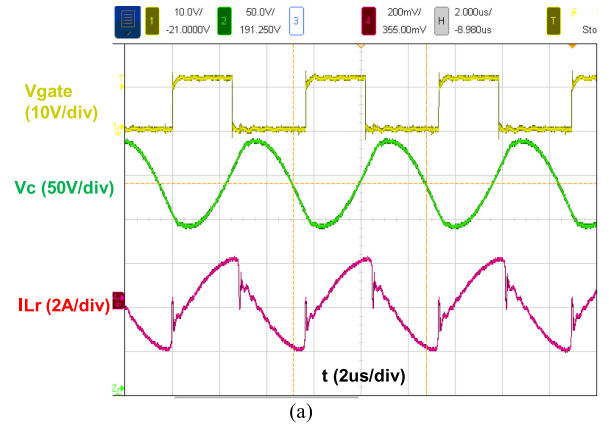 1 10.0V/ 2 50.0V/ 3 4 200mV/ H 2.000us/ T
-21.0000V 191.250V 355.00mV -8.980us Sto
Vgate
(10V/div)
Vc (50V/div)
ILr (2A/div)
t (2us/div)
(a)